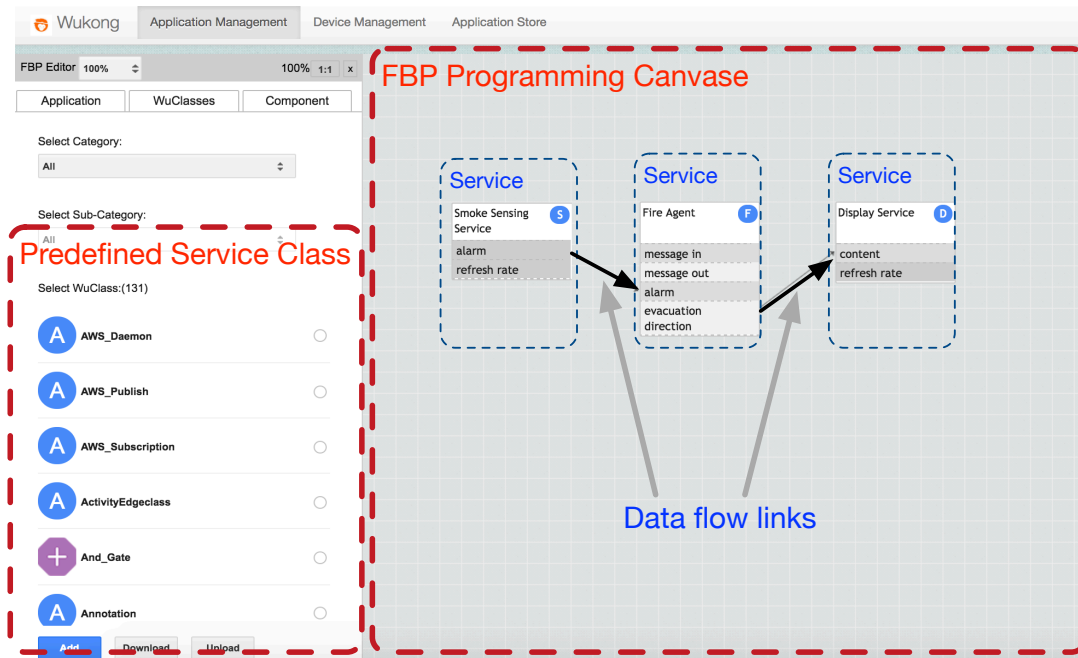 Wukong
Application Management
Device Management
Application Store
FBP Editor 100%
100% 1:1 x
Application
WuClasses
Component
Select Category:
All
Select Sub-Category:
All
Predefined Service Class
Select WuClass:(131)
A AWS_Daemon
A AWS_Publish
A AWS_Subscription
A ActivityEdgeclass
And_Gate
A Annotation
Add
Download
Upload
FBP Programming Canvase
Service
Smoke Sensing
Service
S
alarm
refresh rate
Service
Fire Agent
F
message in
message out
alarm
evacuation
direction
Service
Display Service
D
content
refresh rate
Data flow links